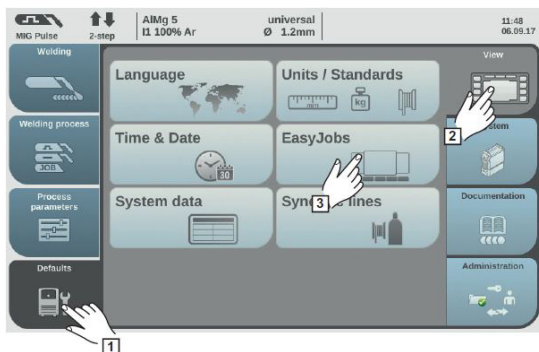 MIG Pulse
2-step
AlMg 5
I1 100% Ar
universal
Ø 1.2mm
11:48
06.09.17
Welding
Welding process
JOB
Process
parameters
Defaults
1
Language
Units / Standards
mm
kg
Time & Date
30
EasyJobs
System data
3
lines
View
2
Documentation
Administration